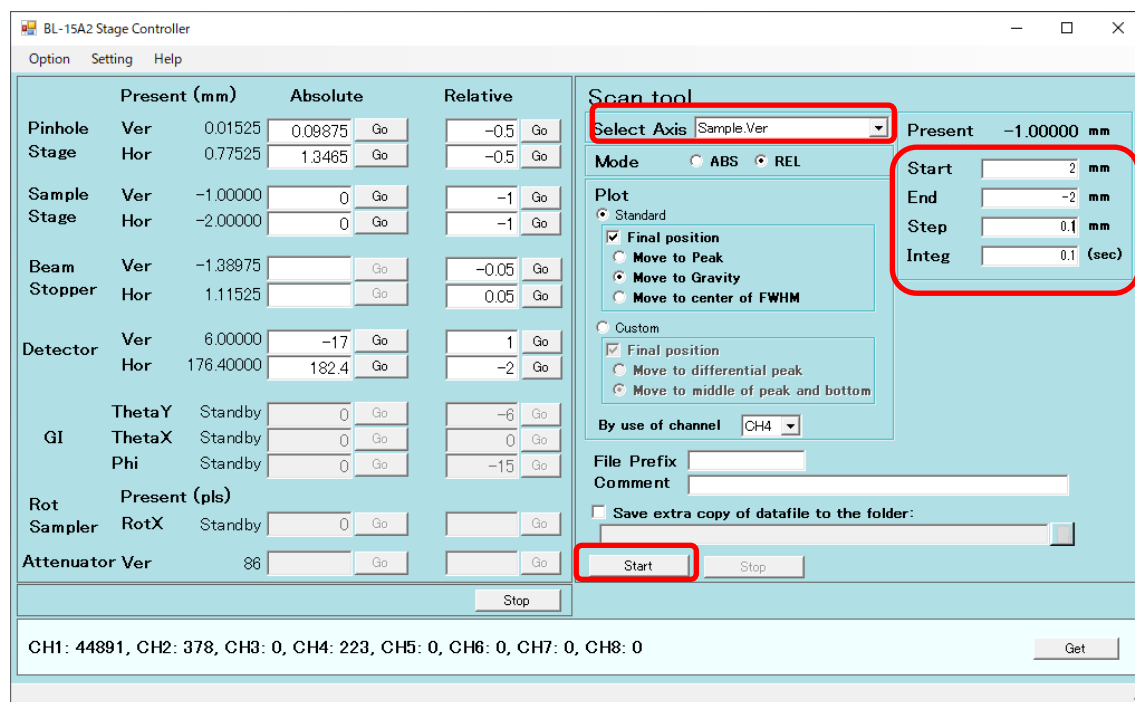 BL-15A2 Stage Controller
Option Setting Help
Present (mm) Absolute Relative
Pinhole Stage
Ver 0.01525 0.09875 Go -0.5 Go
Hor 0.77525 1.3465 Go -0.5 Go
Sample Stage
Ver -1.00000 0 Go -1 Go
Hor -2.00000 0 Go -1 Go
Beam Stopper
Ver -1.38975 Go -0.05 Go
Hor 1.11525 Go 0.05 Go
Detector
Ver 6.00000 -17 Go 1 Go
Hor 176.40000 182.4 Go -2 Go
GI
ThetaY Standby 0 Go -6 Go
ThetaX Standby 0 Go 0 Go
Phi Standby 0 Go -15 Go
Present (pls)
Rot Sampler
RotX Standby 0 Go Go
Attenuator Ver 86 Go Go
Stop
Scan tool
Select Axis Sample.Ver
Mode ABS REL
Plot
Standard
Final position
Move to Peak
Move to Gravity
Move to center of FWHM
Custom
Final position
Move to differential peak
Move to middle of peak and bottom
By use of channel CH4
Present -1.00000 mm
Start 2 mm
End -2 mm
Step 0.1 mm
Integ 0.1 (sec)
File Prefix
Comment
Save extra copy of datafile to the folder:
Start Stop
CH1: 44891, CH2: 378, CH3: 0, CH4: 223, CH5: 0, CH6: 0, CH7: 0, CH8: 0
Get